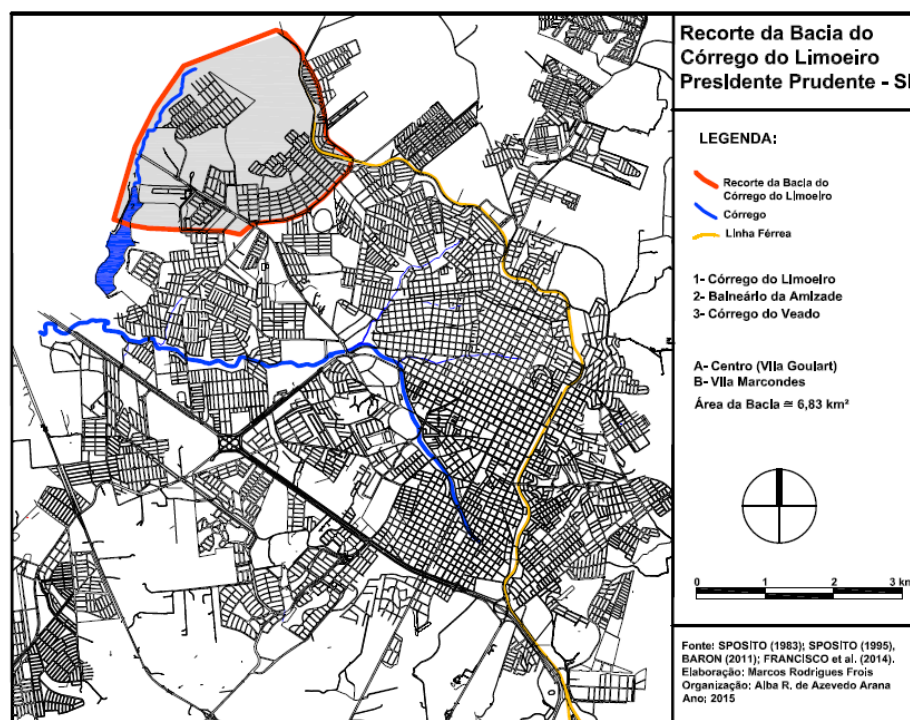 Recorte da Bacia do
Córrego do Limoeiro
Presidente Prudente - S
LEGENDA:
Recorte da Bacia do
Córrego do Limoeiro
Córrego
Linha Férrea
1- Córrego do Limoeiro
2- Balneário da Amizade
3- Córrego do Veado
A- Centro (Vila Goulart)
B- Vila Marcondes
Área da Bacia ≅ 6,83 km²
0 1 2 3 km
Fonte: SPOSITO (1983); SPOSITO (1995),
BARON (2011); FRANCISCO et al. (2014).
Elaboração: Marcos Rodrigues Frois
Organização: Alba R. de Azevedo Arana
Ano; 2015